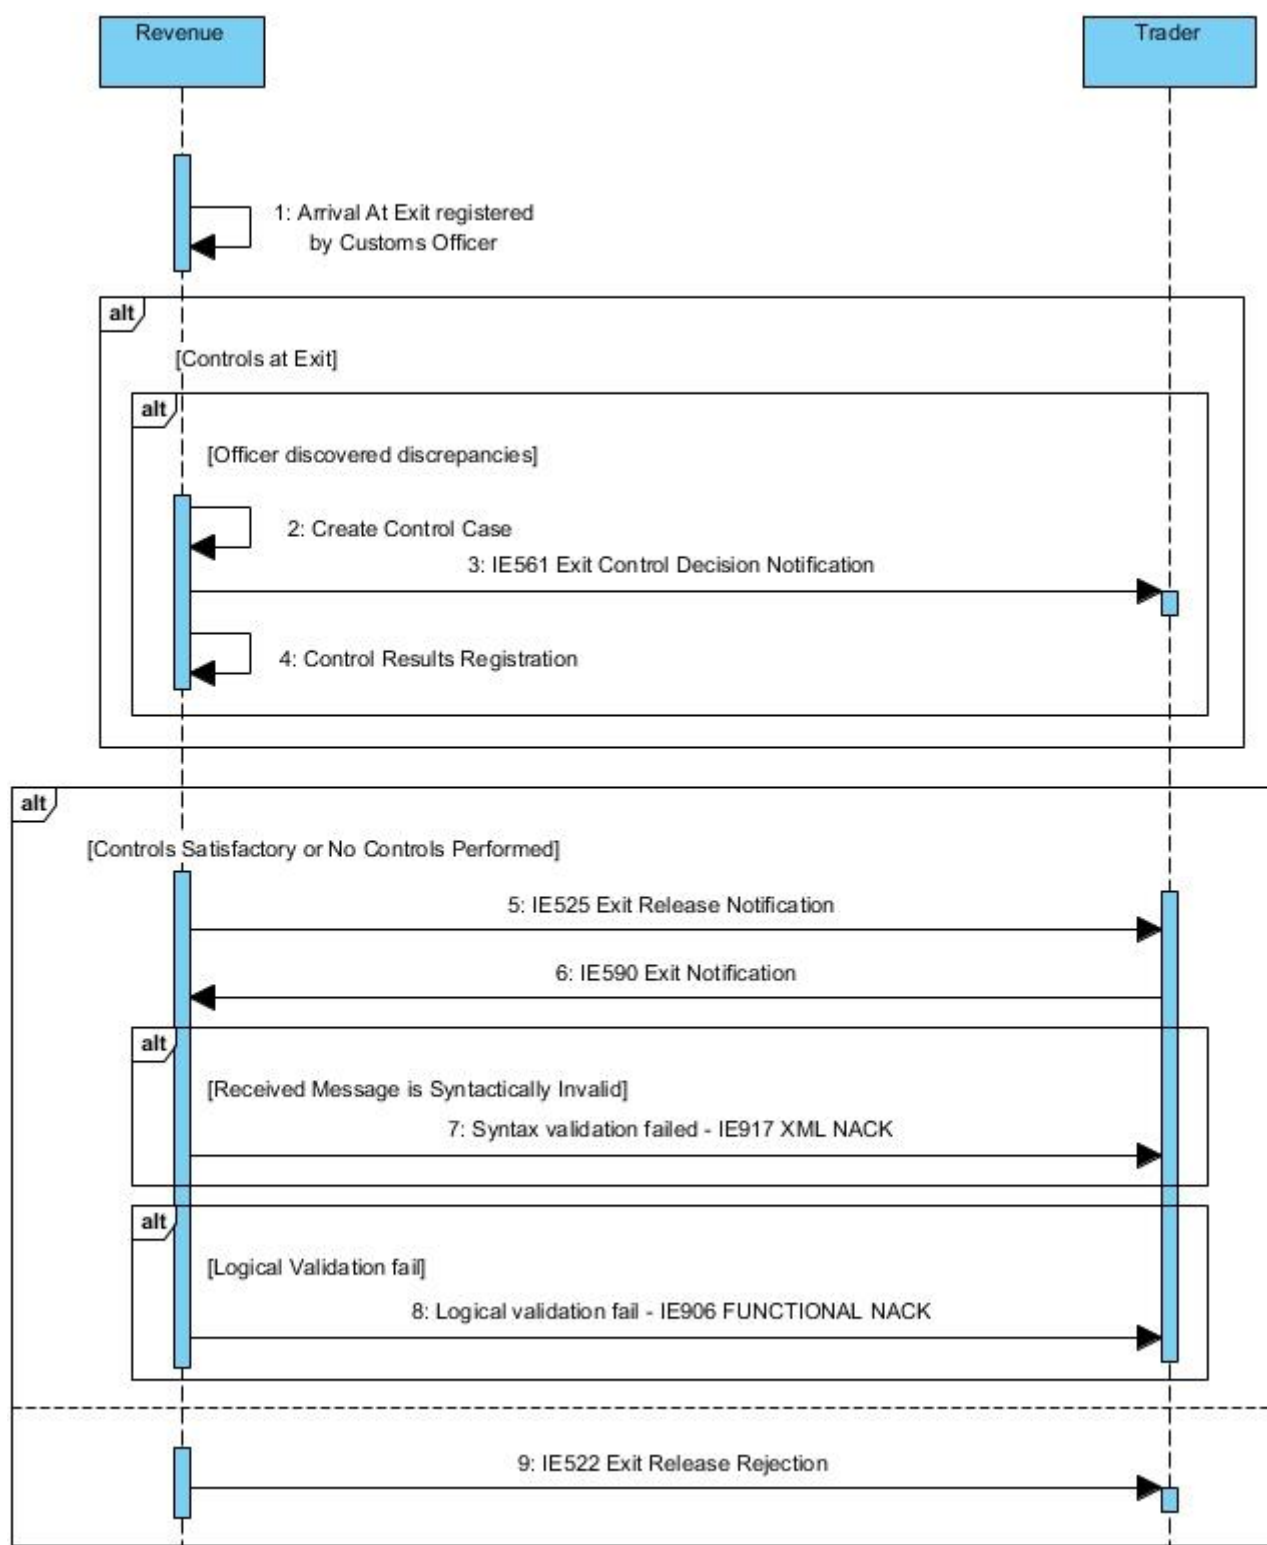 Revenue
Trader
1: Arrival At Exit registered
by Customs Officer
alt
[Controls at Exit]
alt
[Officer discovered discrepancies]
2: Create Control Case
3: IE561 Exit Control Decision Notification
4: Control Results Registration
alt
[Controls Satisfactory or No Controls Performed]
5: IE525 Exit Release Notification
6: IE590 Exit Notification
alt
[Received Message is Syntactically Invalid]
7: Syntax validation failed - IE917 XML NACK
alt
[Logical Validation fail]
8: Logical validation fail - IE906 FUNCTIONAL NACK
9: IE522 Exit Release Rejection